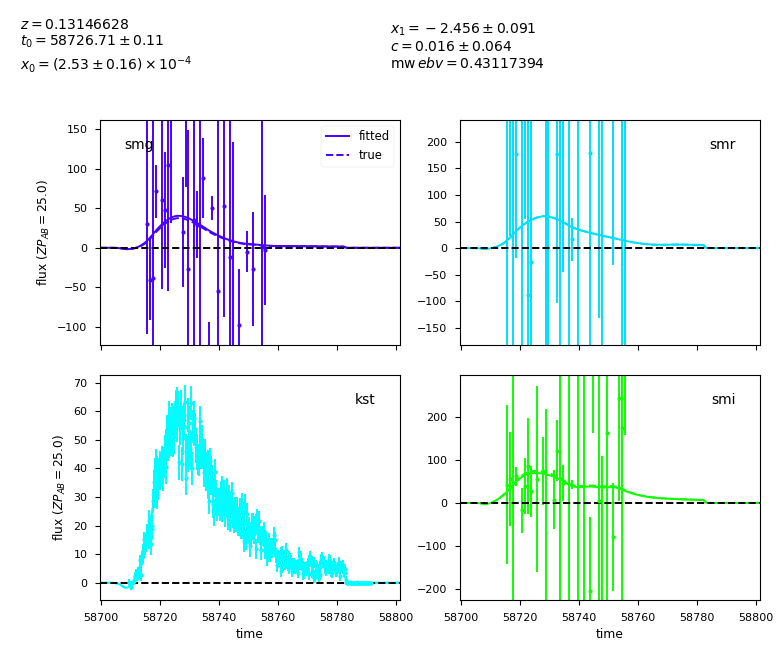 z = 0.13146628
t₀ = 58726.71 ± 0.11
x₀ = (2.53 ± 0.16) × 10⁻⁴
x₁ = −2.456 ± 0.091
c = 0.016 ± 0.064
mw ebv = 0.43117394
smg
fitted
true
150
100
50
0
−50
−100
flux (ZP_AB = 25.0)
smr
200
150
100
50
0
−50
−100
−150
kst
70
60
50
40
30
20
10
0
flux (ZP_AB = 25.0)
58700 58720 58740 58760 58780 58800
time
smi
200
100
0
−100
−200
58700 58720 58740 58760 58780 58800
time